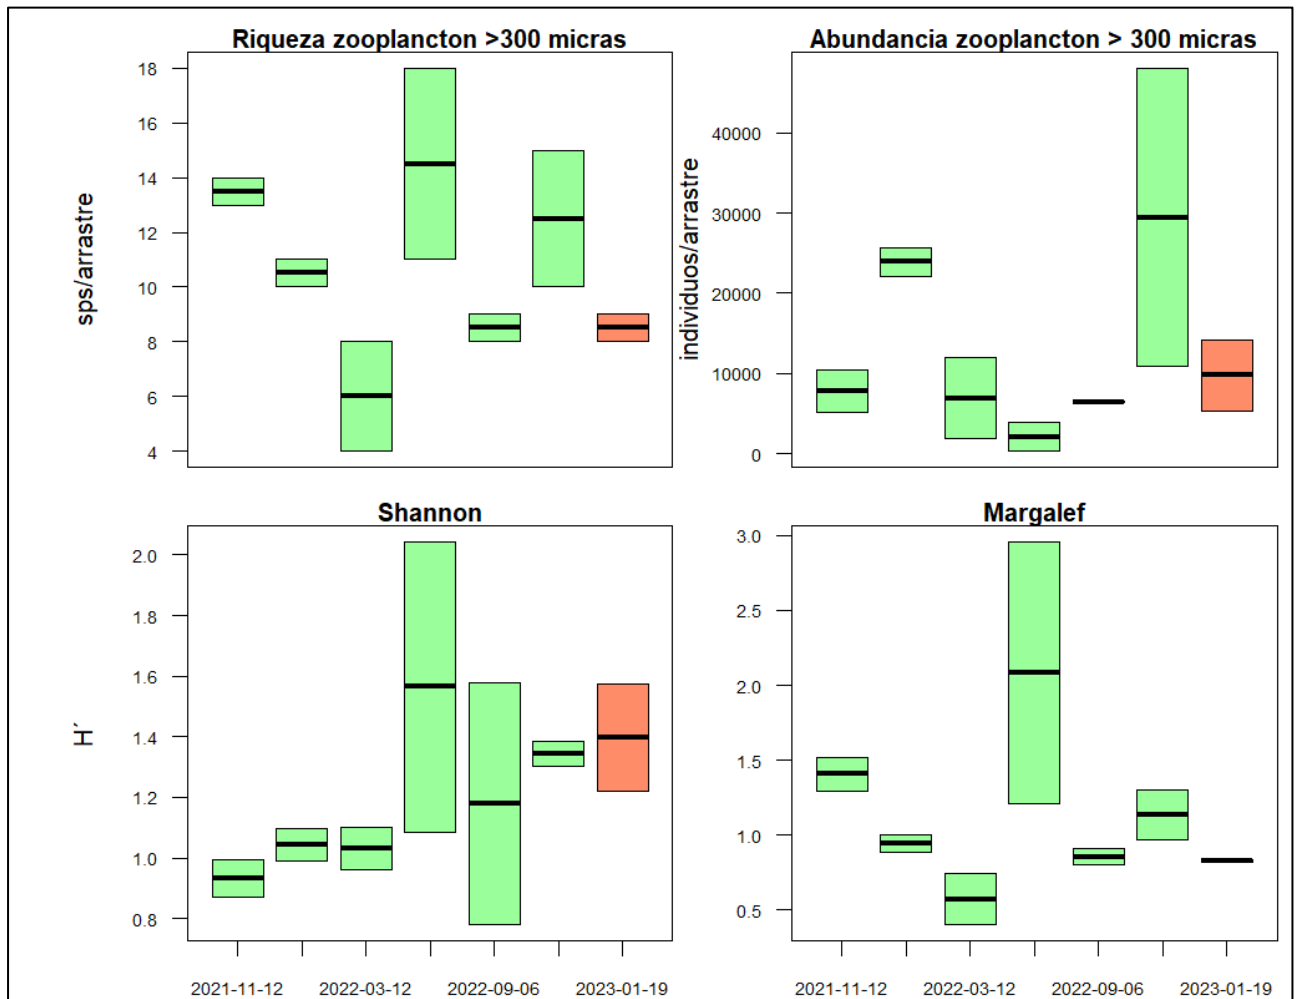 Riqueza zooplancton >300 micras
18
16
14
12
10
8
6
4
sps/arrastre
Abundancia zooplancton > 300 micras
40000
30000
20000
10000
0
individuos/arrastre
Shannon
2.0
1.8
1.6
1.4
1.2
1.0
0.8
H´
2021-11-12 2022-03-12 2022-09-06 2023-01-19
Margalef
3.0
2.5
2.0
1.5
1.0
0.5
2021-11-12 2022-03-12 2022-09-06 2023-01-19